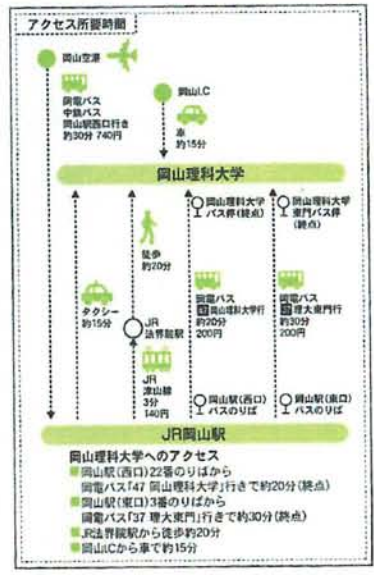 アクセス所要時間
岡山空港
岡電バス
中鉄バス
岡山駅西口行き
約30分 740円
岡山I.C
車
約15分
岡山理科大学
岡山理科大学
バス停(終点)
岡山理科大学
東門バス停
(終点)
徒歩
約20分
タクシー
約15分
JR
法界院駅
岡電バス
47 岡山理科大学行
約20分
200円
岡電バス
37 理大東門行
約30分
200円
JR
津山線
3分
140円
岡山駅(西口)
バスのりば
岡山駅(東口)
バスのりば
JR岡山駅
岡山理科大学へのアクセス
岡山駅(西口)22番のりばから
岡電バス「47 岡山理科大学」行きで約20分(終点)
岡山駅(東口)3番のりばから
岡電バス「37 理大東門」行きで約30分(終点)
JR法界院駅から徒歩約20分
岡山I.Cから車で約15分